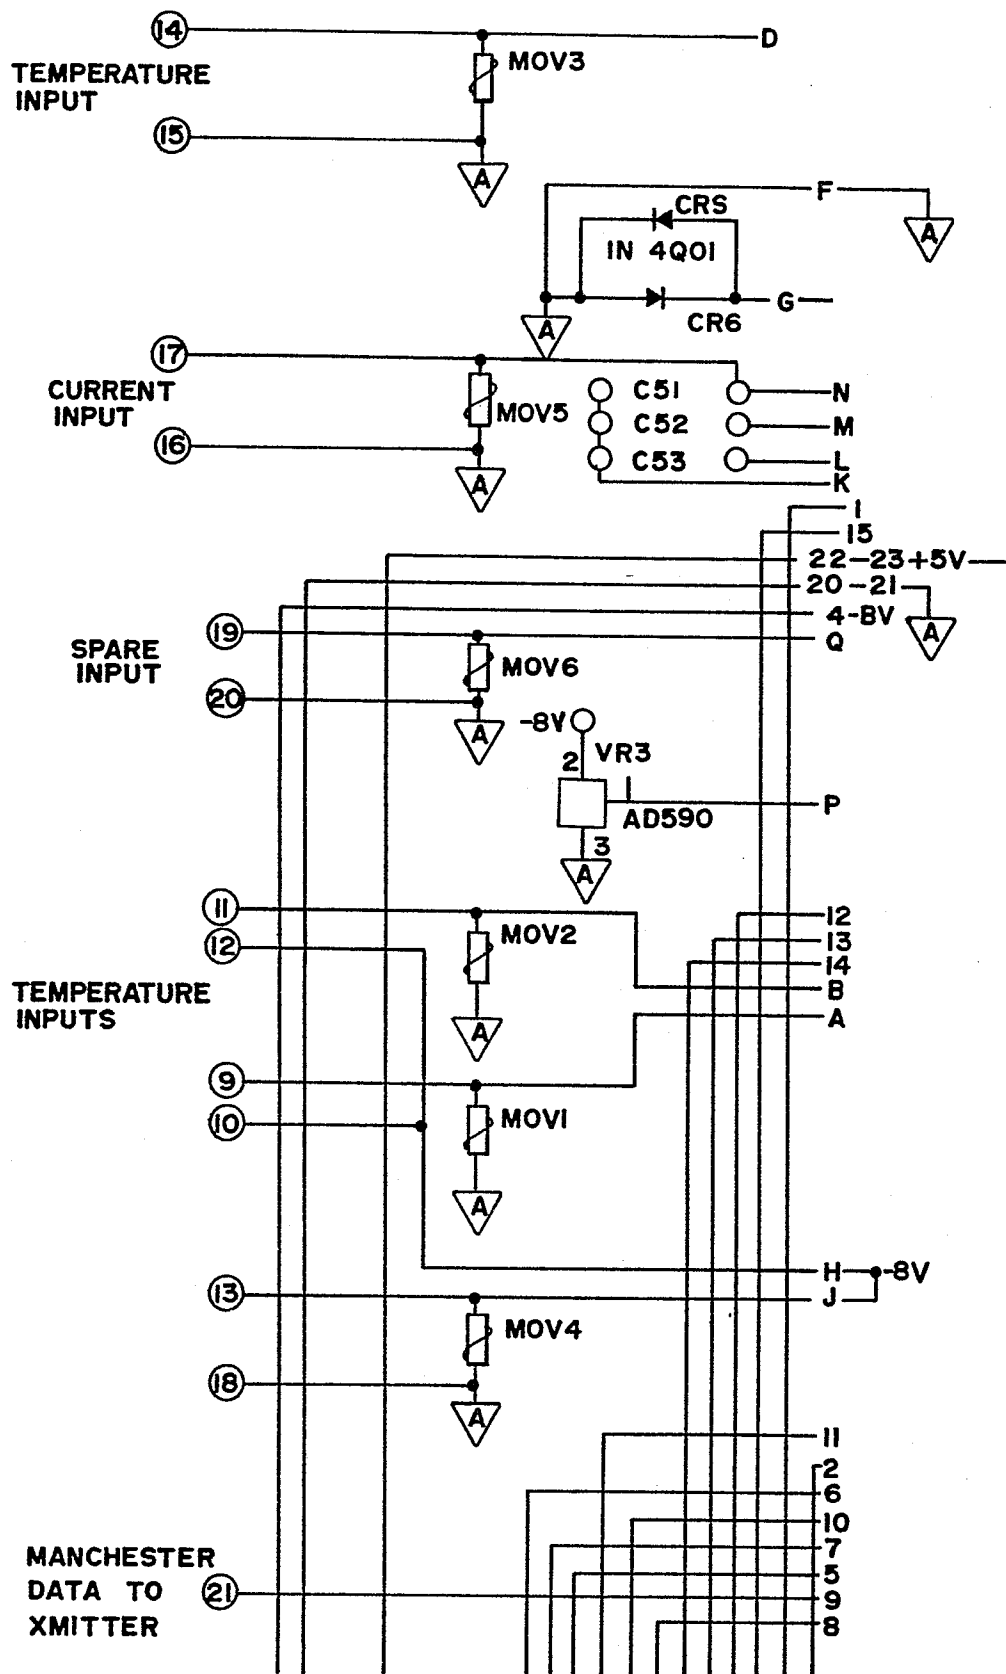 14
D
MOV3
TEMPERATURE
INPUT
15
A
F
CRS
A
IN 4Q01
G
CR6
A
17
CURRENT
INPUT
MOV5
C51
N
C52
M
16
C53
L
K
A
1
15
22-23+5V
20-21
4-BV
A
19
Q
SPARE
INPUT
MOV6
20
A
-8V
2
VR3
P
AD590
3
A
11
12
MOV2
12
13
14
TEMPERATURE
INPUTS
B
A
A
9
10
MOV1
A
H
-8V
13
J
MOV4
18
A
11
2
6
10
7
MANCHESTER
DATA TO
XMITTER
21
5
9
8